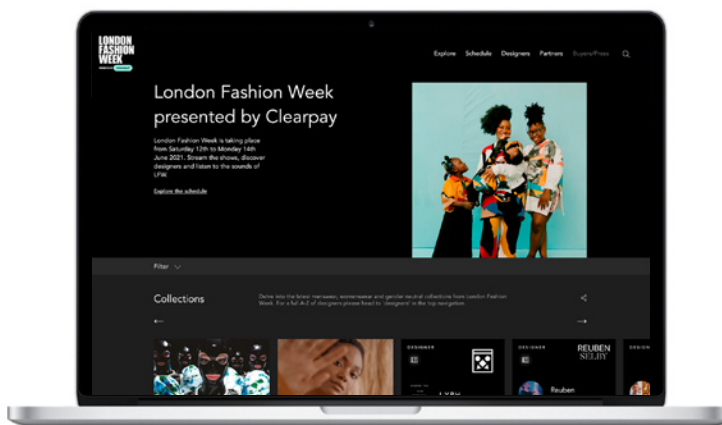 LONDON
FASHION
WEEK
Explore Schedule Designers Partners Buyers/Press
London Fashion Week
presented by Clearpay
London Fashion Week is taking place
from Saturday 12th to Monday 14th
June 2021. Stream the shows, discover
designers and listen to the sounds of
LFW.
Explore the schedule
Filter
Collections
Delve into the latest menswear, womenswear and gender neutral collections from London Fashion
Week. For a full A-Z of designers please head to 'designers' in the top navigation.
DESIGNER
DESIGNER
REUBEN
SELBY
Reuben